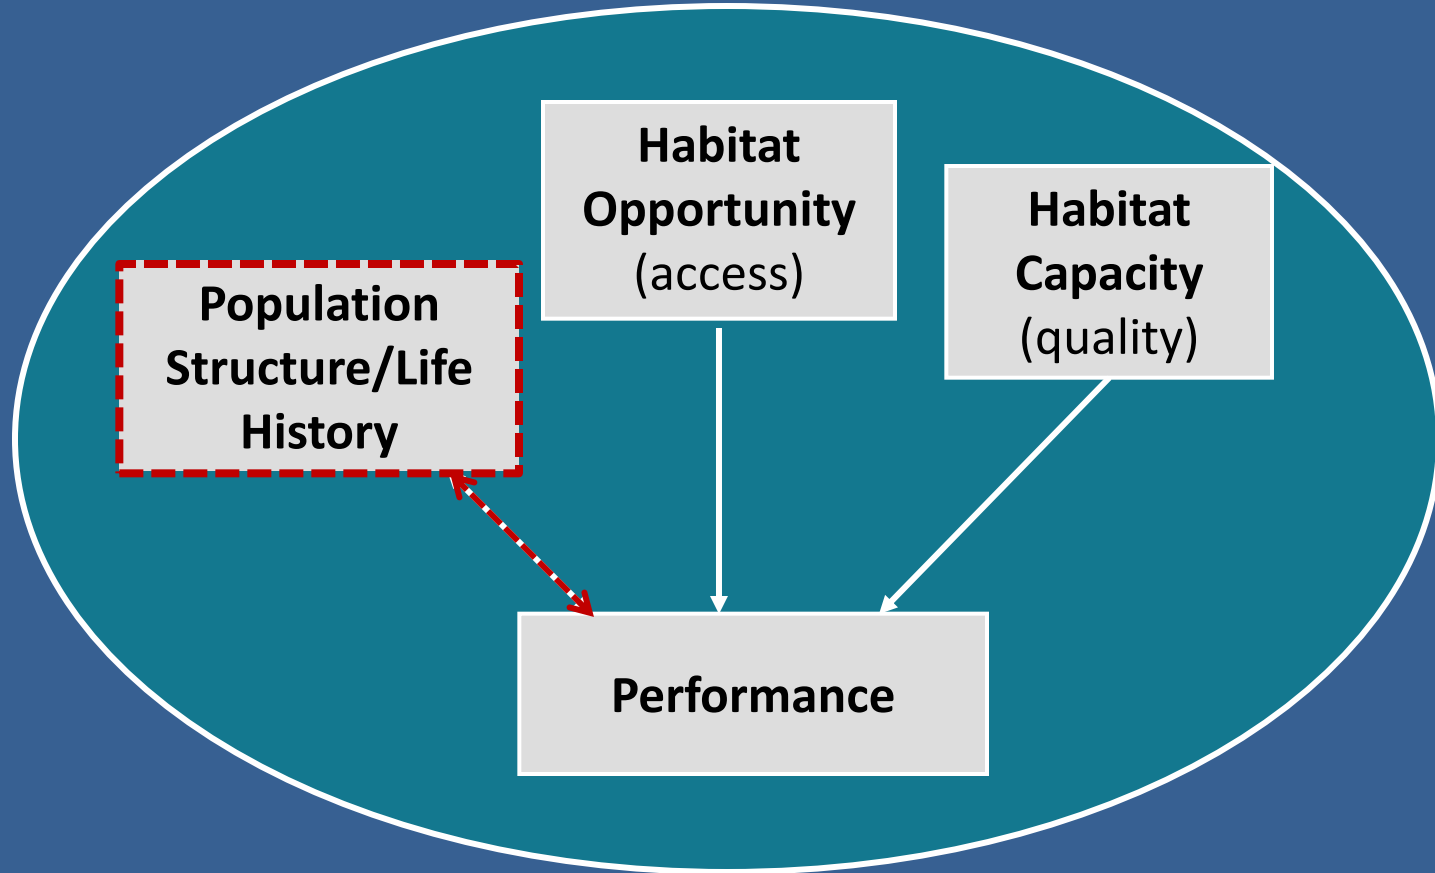 Habitat
Opportunity
(access)
Habitat
Capacity
(quality)
Population
Structure/Life
History
Performance